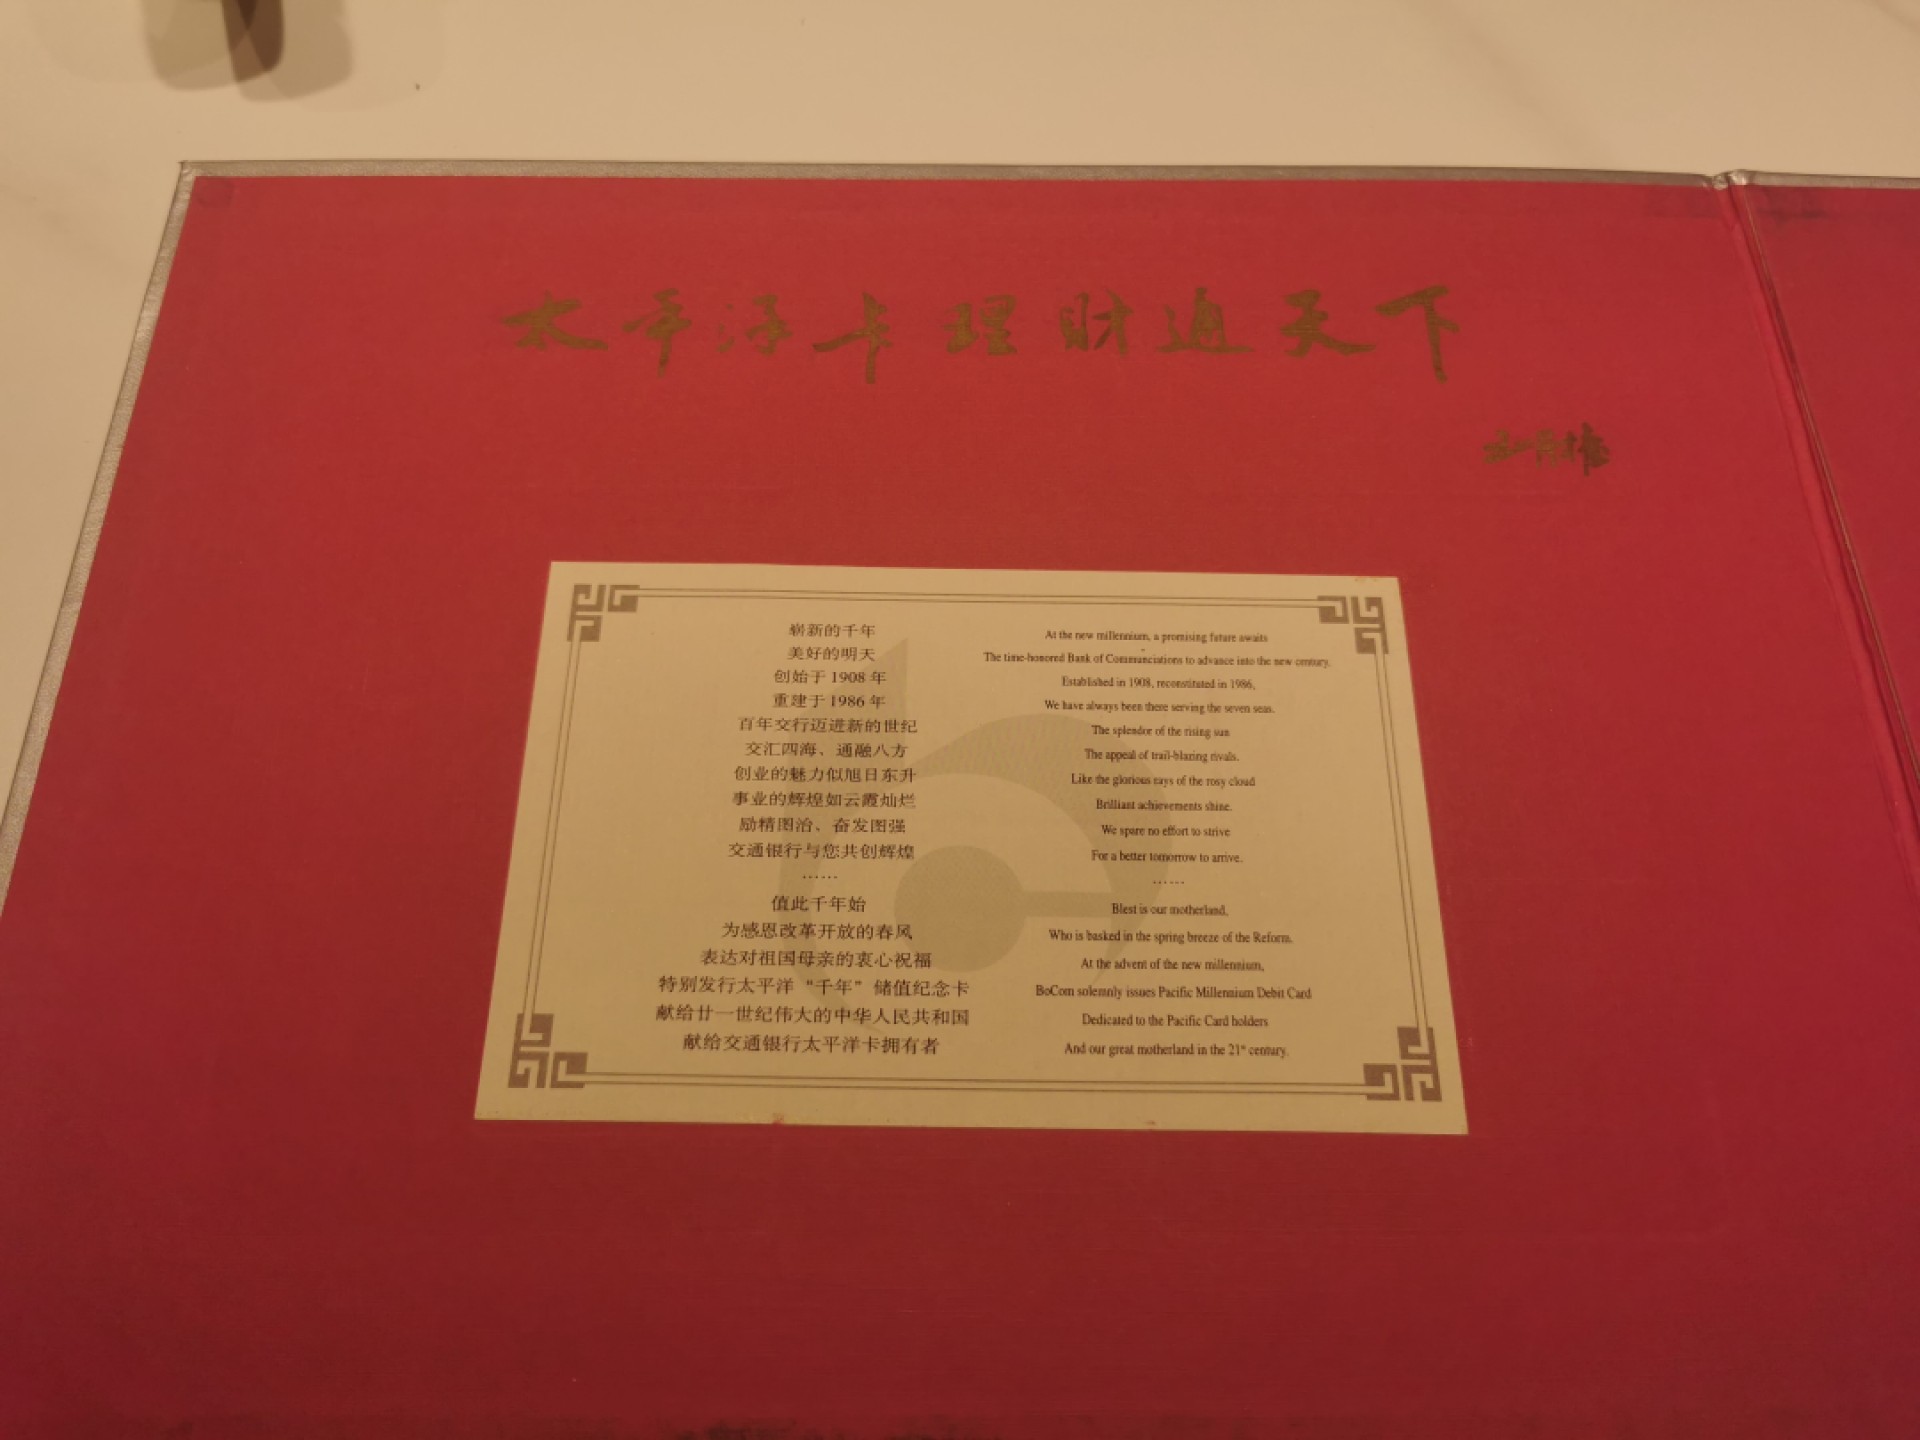 太平洋卡理财通天下
崭新的千年
美好的明天
创始于1908年
重建于1986年
百年交行迈进新的世纪
交汇四海、通融八方
创业的魅力似旭日东升
事业的辉煌如云霞灿烂
励精图治、奋发图强
交通银行与您共创辉煌
……
值此千年始
为感恩改革开放的春风
表达对祖国母亲的衷心祝福
特别发行太平洋“千年”储值纪念卡
献给廿一世纪伟大的中华人民共和国
献给交通银行太平洋卡拥有者
At the new millennium, a promising future awaits
The time-honored Bank of Communciations to advance into the new century.
Established in 1908, reconstituted in 1986,
We have always been there serving the seven seas.
The splendor of the rising sun
The appeal of trail-blazing rivals.
Like the glorious rays of the rosy cloud
Brilliant achievements shine.
We spare no effort to strive
For a better tomorrow to arrive.
……
Blest is our motherland,
Who is basked in the spring breeze of the Reform,
At the advent of the new millennium,
BoCom solemnly issues Pacific Millennium Debit Card
Dedicated to the Pacific Card holders
And our great motherland in the 21st century.